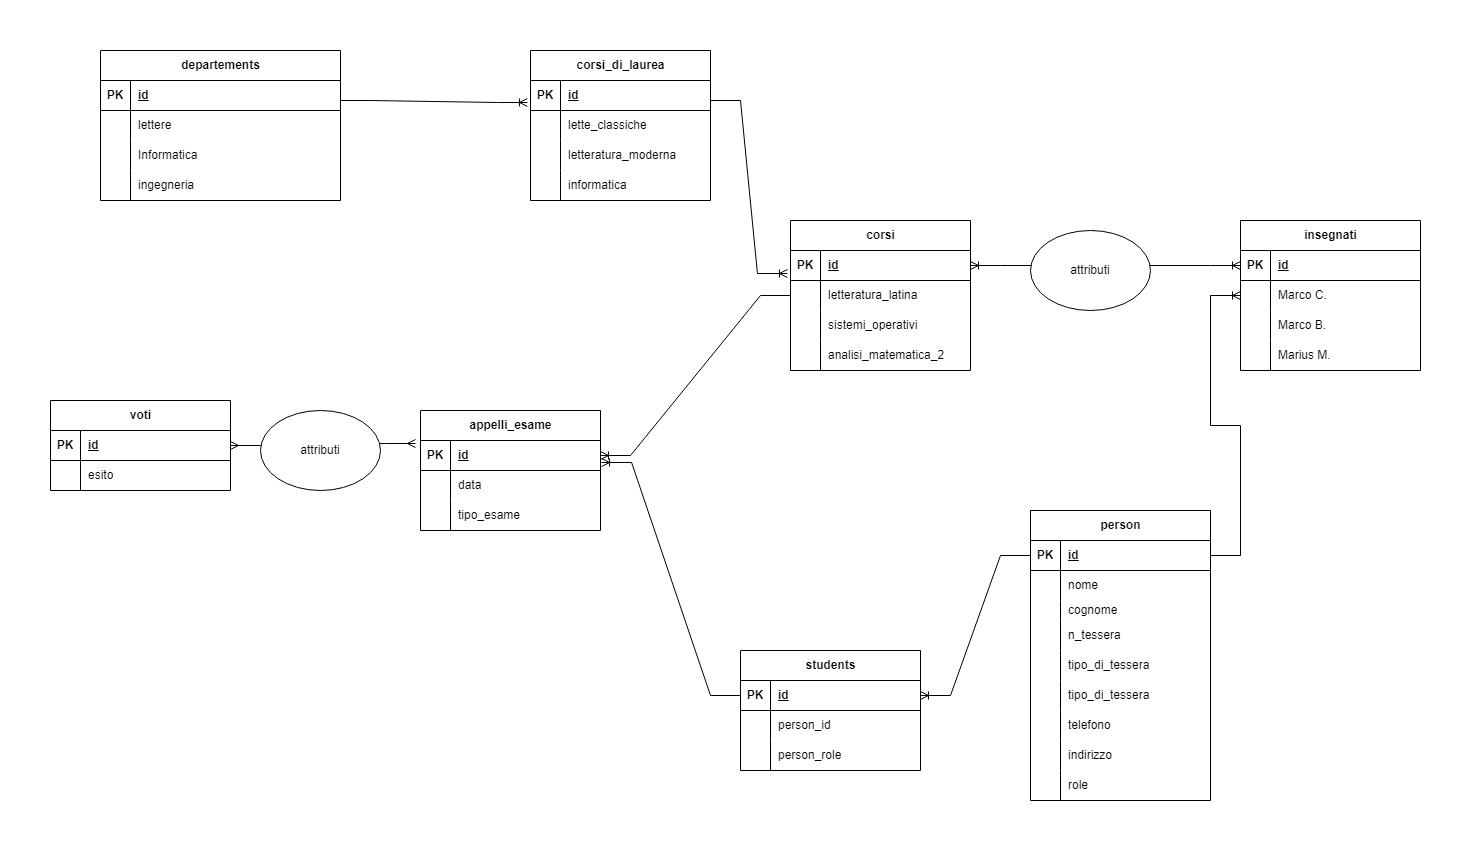 departements
PK id
lettere
Informatica
ingegneria
corsi_di_laurea
PK id
lette_classiche
letteratura_moderna
informatica
corsi
PK id
letteratura_latina
sistemi_operativi
analisi_matematica_2
attributi
insegnati
PK id
Marco C.
Marco B.
Marius M.
voti
PK id
esito
attributi
appelli_esame
PK id
data
tipo_esame
person
PK id
nome
cognome
n_tessera
tipo_di_tessera
tipo_di_tessera
telefono
indirizzo
role
students
PK id
person_id
person_role